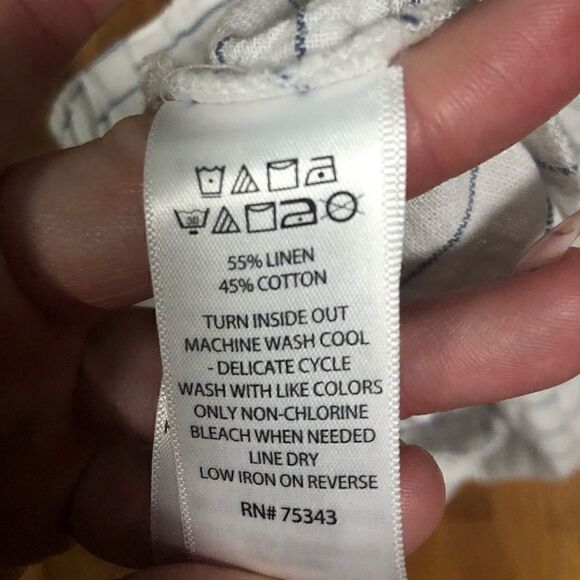 30
55% LINEN
45% COTTON
TURN INSIDE OUT
MACHINE WASH COOL
- DELICATE CYCLE
WASH WITH LIKE COLORS
ONLY NON-CHLORINE
BLEACH WHEN NEEDED
LINE DRY
LOW IRON ON REVERSE
RN# 75343